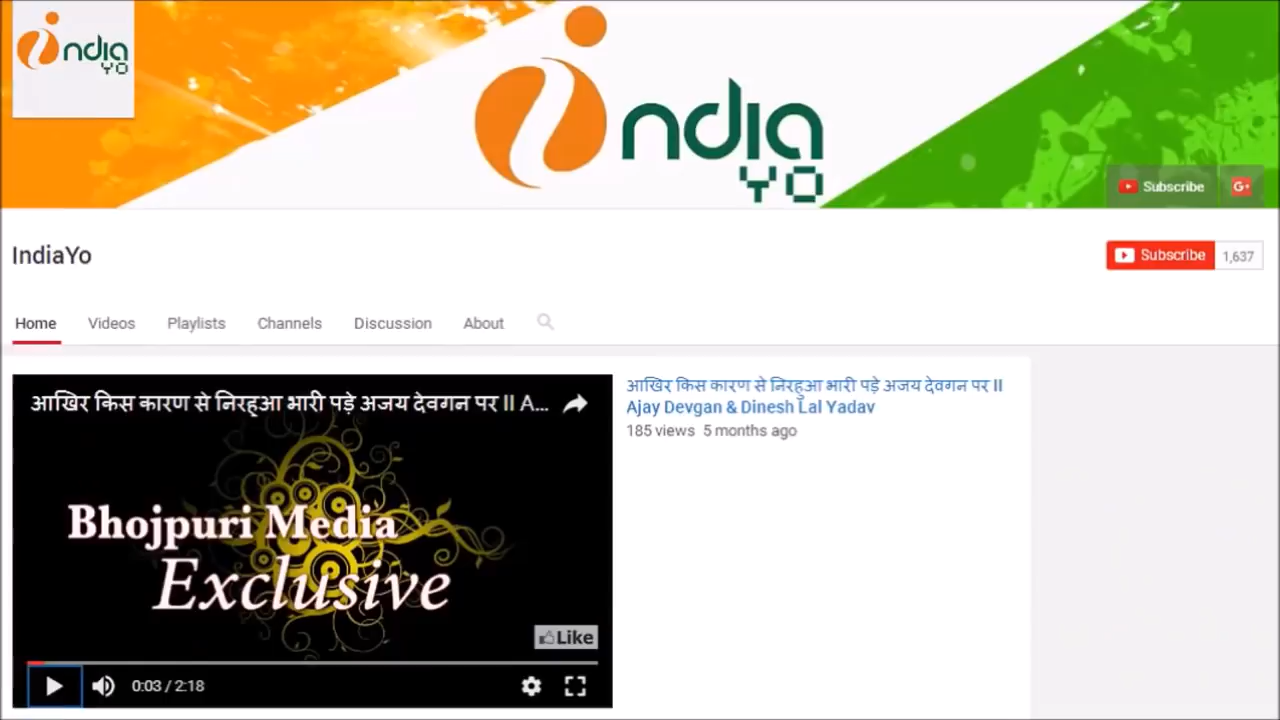 india
YO
india
YO
Subscribe
G+
IndiaYo
Subscribe 1,637
Home Videos Playlists Channels Discussion About
आखिर किस कारण से निरहुआ भारी पड़े अजय देवगन पर II A...
Bhojpuri Media
Exclusive
Like
0:03 / 2:18
आखिर किस कारण से निरहुआ भारी पड़े अजय देवगन पर II
Ajay Devgan & Dinesh Lal Yadav
185 views 5 months ago